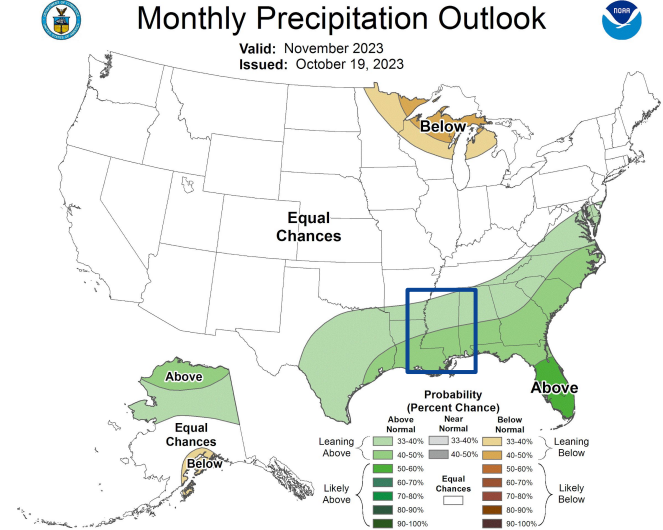 NOAA
Monthly Precipitation Outlook
Valid: November 2023
Issued: October 19, 2023
Below
Equal
Chances
Above
Above
Equal
Chances
Below
Probability
(Percent Chance)
Above
Normal
Near
Normal
Below
Normal
Leaning
Above
33-40%
33-40%
33-40%
Leaning
Below
40-50%
40-50%
40-50%
50-60%
50-60%
Likely
Above
60-70%
Equal
Chances
60-70%
Likely
Below
70-80%
70-80%
80-90%
80-90%
90-100%
90-100%